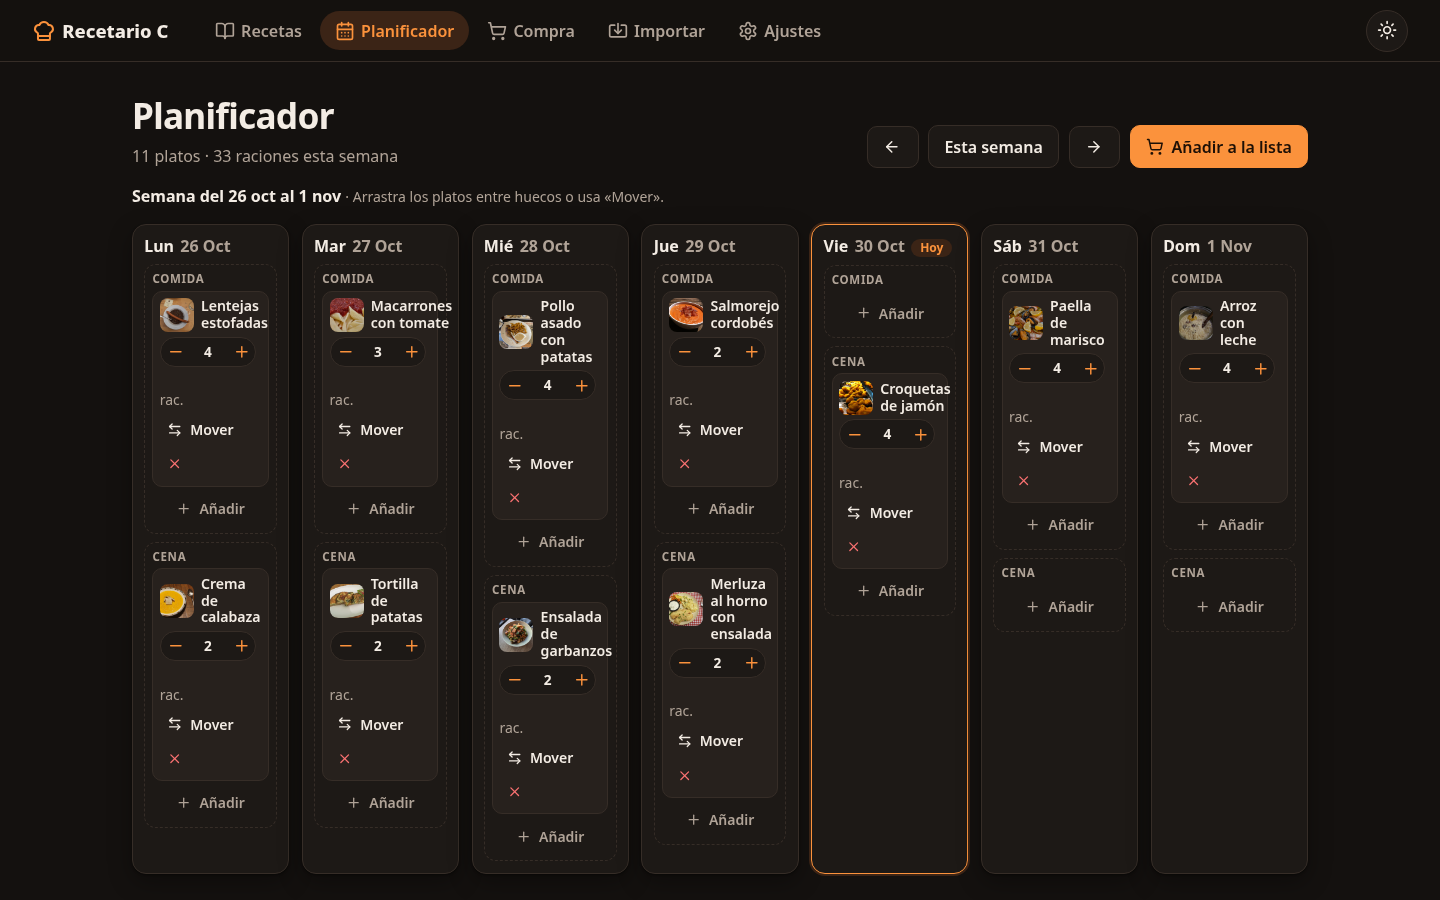 Recetario C
Recetas
Planificador
Compra
Importar
Ajustes
Planificador
11 platos · 33 raciones esta semana
Esta semana
Añadir a la lista
Semana del 26 oct al 1 nov · Arrastra los platos entre huecos o usa «Mover».
Lun 26 Oct
COMIDA
Lentejas
estofadas
4
rac.
Mover
Añadir
CENA
Crema
de
calabaza
2
rac.
Mover
Añadir
Mar 27 Oct
COMIDA
Macarrones
con tomate
3
rac.
Mover
Añadir
CENA
Tortilla
de
patatas
2
rac.
Mover
Añadir
Mié 28 Oct
COMIDA
Pollo
asado
con
patatas
4
rac.
Mover
Añadir
CENA
Ensalada
de
garbanzos
2
rac.
Mover
Añadir
Jue 29 Oct
COMIDA
Salmorejo
cordobés
2
rac.
Mover
Añadir
CENA
Merluza
al horno
con
ensalada
2
rac.
Mover
Añadir
Vie 30 Oct Hoy
COMIDA
Añadir
CENA
Croquetas
de jamón
4
rac.
Mover
Añadir
Sáb 31 Oct
COMIDA
Paella
de
marisco
4
rac.
Mover
Añadir
CENA
Añadir
Dom 1 Nov
COMIDA
Arroz
con
leche
4
rac.
Mover
Añadir
CENA
Añadir